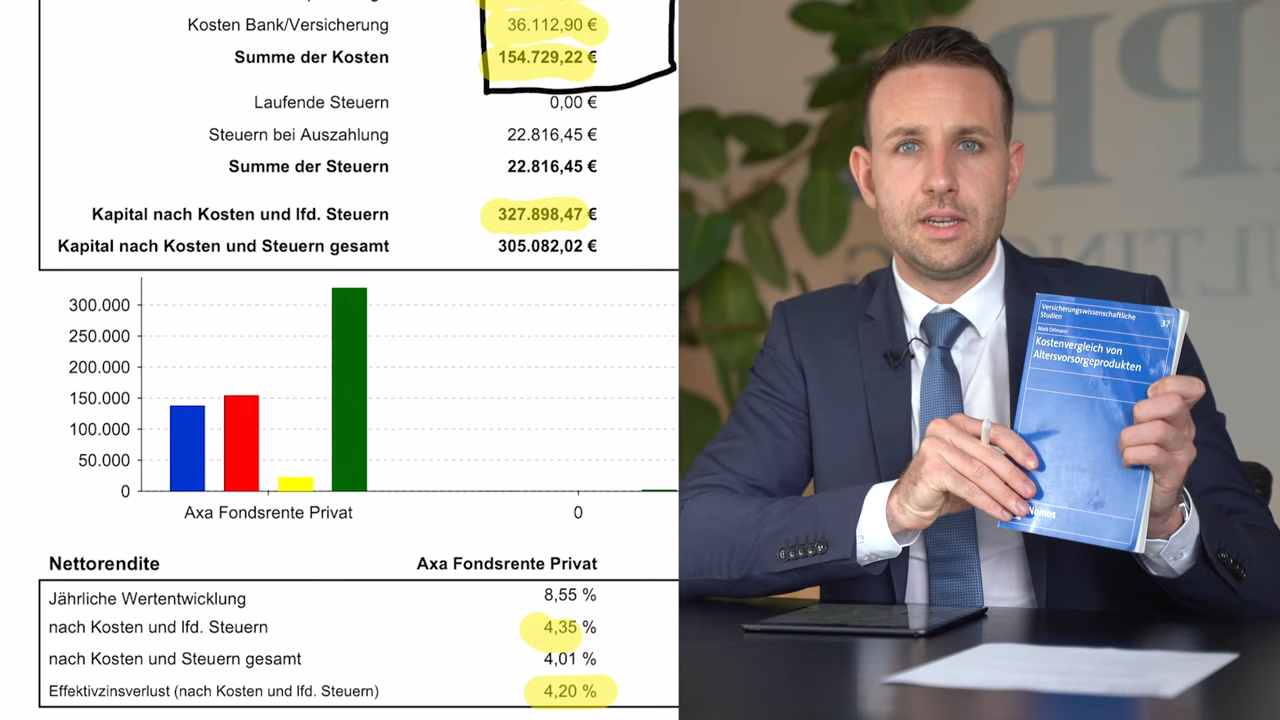 Kosten Bank/Versicherung 36.112,90 €
Summe der Kosten 154.729,22 €
Laufende Steuern 0,00 €
Steuern bei Auszahlung 22.816,45 €
Summe der Steuern 22.816,45 €
Kapital nach Kosten und lfd. Steuern 327.898,47 €
Kapital nach Kosten und Steuern gesamt 305.082,02 €
300.000
250.000
200.000
150.000
100.000
50.000
0
Axa Fondsrente Privat 0
Nettorendite Axa Fondsrente Privat
Jährliche Wertentwicklung 8,55 %
nach Kosten und lfd. Steuern 4,35 %
nach Kosten und Steuern gesamt 4,01 %
Effektivzinsverlust (nach Kosten und lfd. Steuern) 4,20 %
Versicherungswissenschaftliche
Studien 37
Mark Ortmann
Kostenvergleich von
Altersvorsorgeprodukten
Nomos